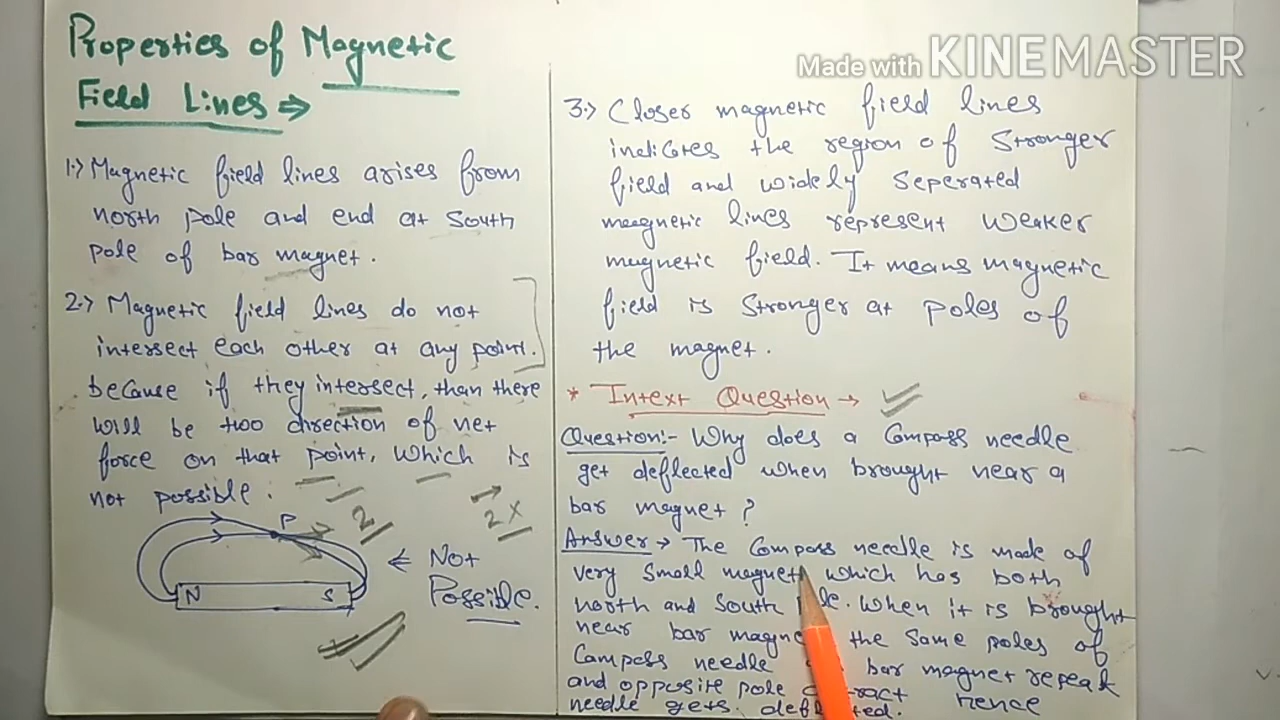 Properties of Magnetic
Field Lines ⇒
1.→ Magnetic field lines arises from
north pole and end at south
pole of bar magnet.
2.→ Magnetic field lines do not
intersect each other at any point.
because if they intersect, than there
will be two direction of net
force on that point, which is
not possible.
P
2
2 ×
N S
⇐ Not
Possible.
Made with KINEMASTER
3.→ Closer magnetic field lines
indicates the region of stronger
field and widely seperated
magnetic lines represent weaker
magnetic field. It means magnetic
field is stronger at poles of
the magnet.
* Intext Question →
Question:- Why does a Compass needle
get deflected when brought near a
bar magnet?
Answer → The Compass needle is made of
very small magnet which has both
north and south. When it is brought
near bar the same poles of
Compass needle bar magnet repeak
and opposite pole hence
needle gets.